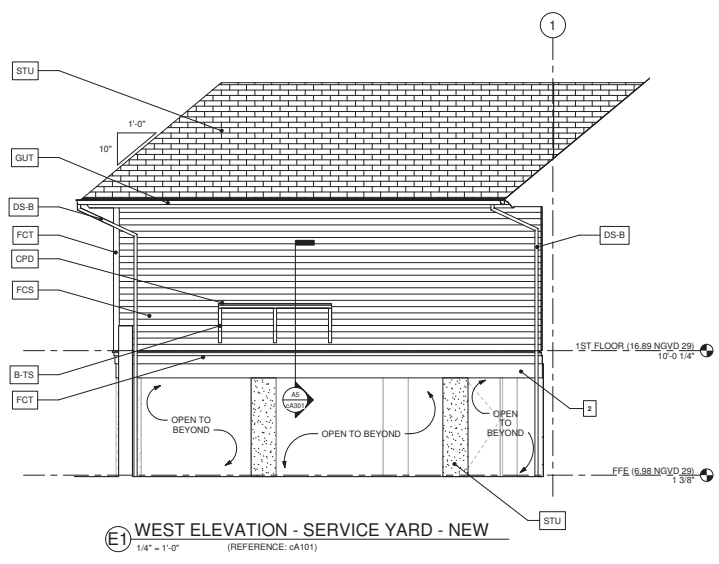 1
STU
1'-0"
10"
GUT
DS-B
FCT
DS-B
CPD
FCS
1ST FLOOR (16.89 NGVD 29)
10'-0 1/4"
B-TS
FCT
A5
cA301
2
OPEN TO
BEYOND
OPEN TO BEYOND
OPEN
TO
BEYOND
FFE (6.98 NGVD 29)
1 3/8"
STU
E1
WEST ELEVATION - SERVICE YARD - NEW
1/4" = 1'-0"
(REFERENCE: cA101)